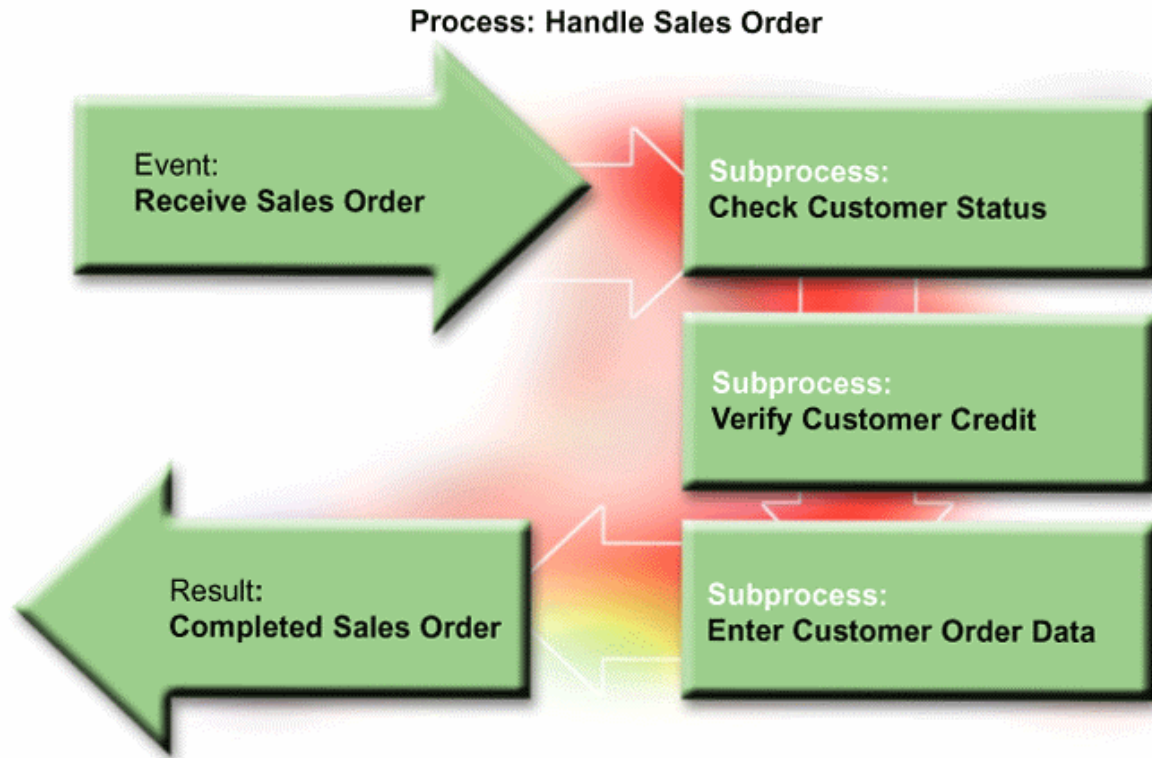 Process: Handle Sales Order
Event:
Receive Sales Order
Subprocess:
Check Customer Status
Subprocess:
Verify Customer Credit
Subprocess:
Enter Customer Order Data
Result:
Completed Sales Order